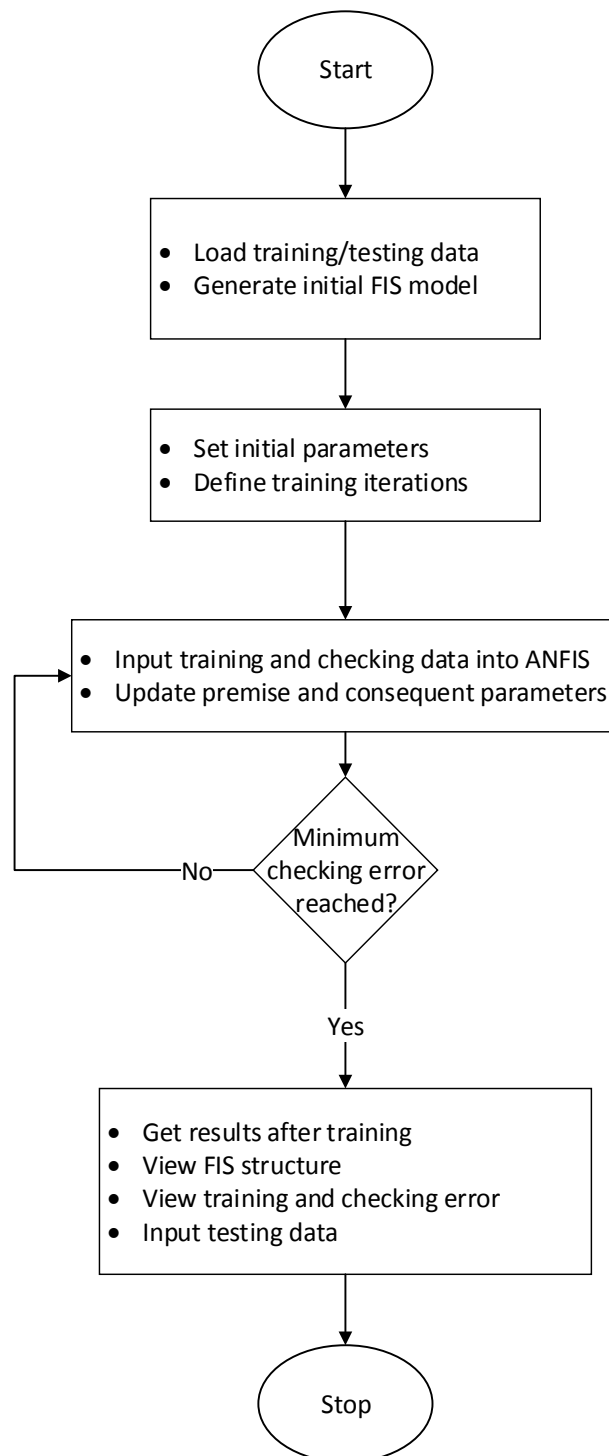 Start
• Load training/testing data
• Generate initial FIS model
• Set initial parameters
• Define training iterations
• Input training and checking data into ANFIS
• Update premise and consequent parameters
Minimum
checking error
reached?
No
Yes
• Get results after training
• View FIS structure
• View training and checking error
• Input testing data
Stop